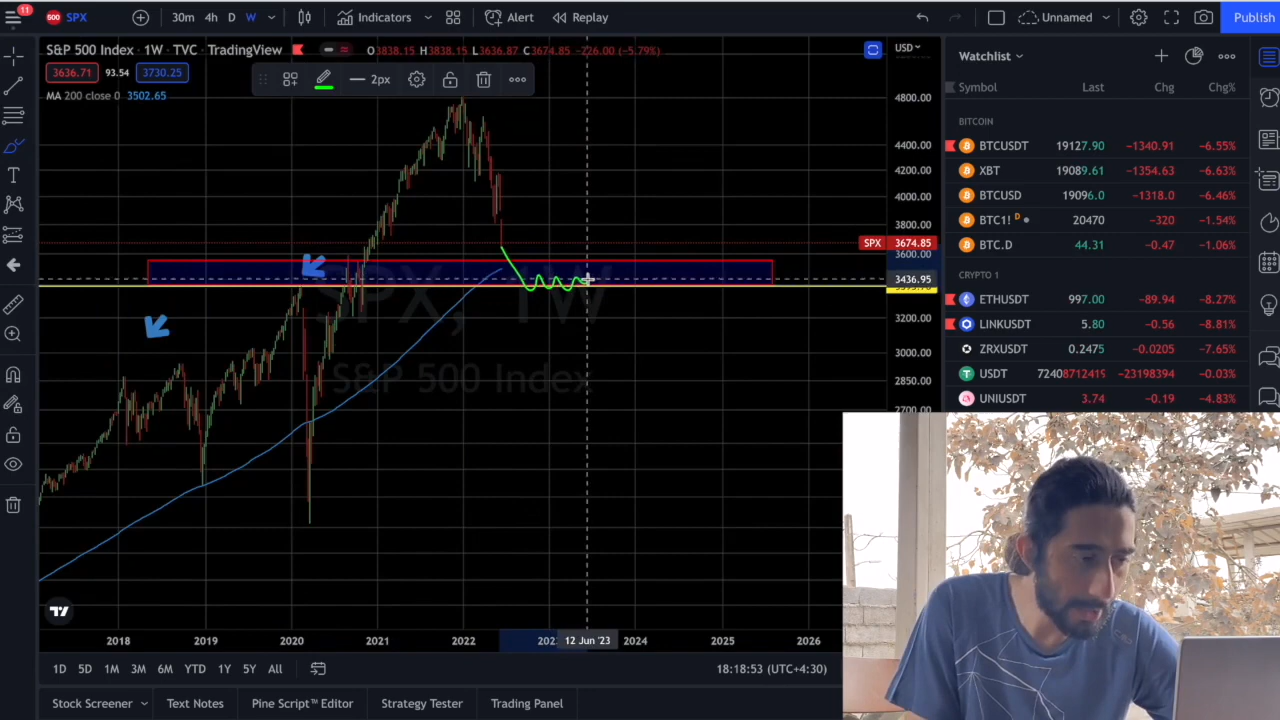 11
500 SPX
30m 4h D W
Indicators
Alert
Replay
Unnamed
Publish
S&P 500 Index · 1W · TVC · TradingView
O3838.15 H3838.15 L3636.87 C3674.85 −226.00 (−5.79%)
USD
3636.71 93.54 3730.25
2px
MA 200 close 0 3502.65
SPX, 1W
S&P 500 Index
4800.00
4400.00
4200.00
4000.00
3800.00
SPX 3674.85
3600.00
3436.95
3200.00
3000.00
2850.00
2700.00
2018 2019 2020 2021 2022 12 Jun '23 2024 2025 2026
1D 5D 1M 3M 6M YTD 1Y 5Y All
18:18:53 (UTC+4:30)
Stock Screener
Text Notes
Pine Script™ Editor
Strategy Tester
Trading Panel
Watchlist
Symbol Last Chg Chg%
BITCOIN
BTCUSDT 19127.90 −1340.91 −6.55%
XBT 19089.61 −1354.63 −6.63%
BTCUSD 19096.0 −1318.0 −6.46%
BTC1! D 20470 −320 −1.54%
BTC.D 44.31 −0.47 −1.06%
CRYPTO 1
ETHUSDT 997.00 −89.94 −8.27%
LINKUSDT 5.80 −0.56 −8.81%
ZRXUSDT 0.2475 −0.0205 −7.65%
USDT 72408712419 −23198394 −0.03%
UNIUSDT 3.74 −0.19 −4.83%